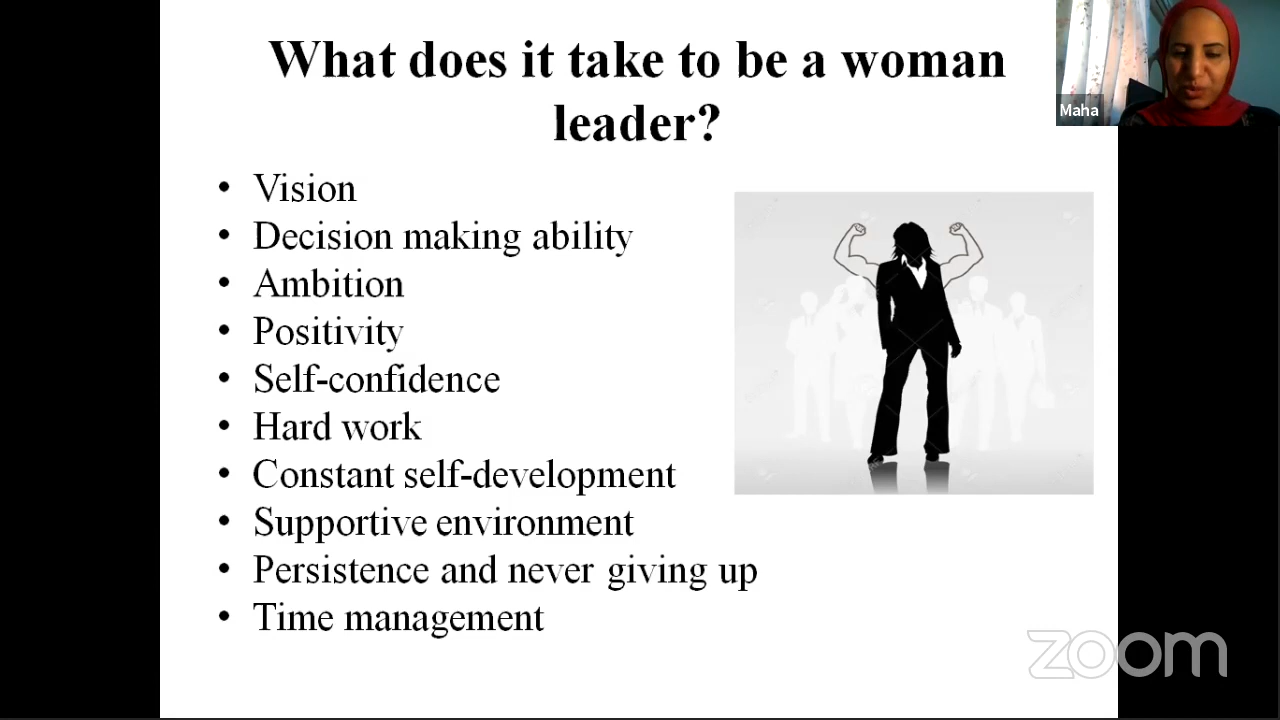 What does it take to be a woman
leader?
Maha
• Vision
• Decision making ability
• Ambition
• Positivity
• Self-confidence
• Hard work
• Constant self-development
• Supportive environment
• Persistence and never giving up
• Time management
zoom